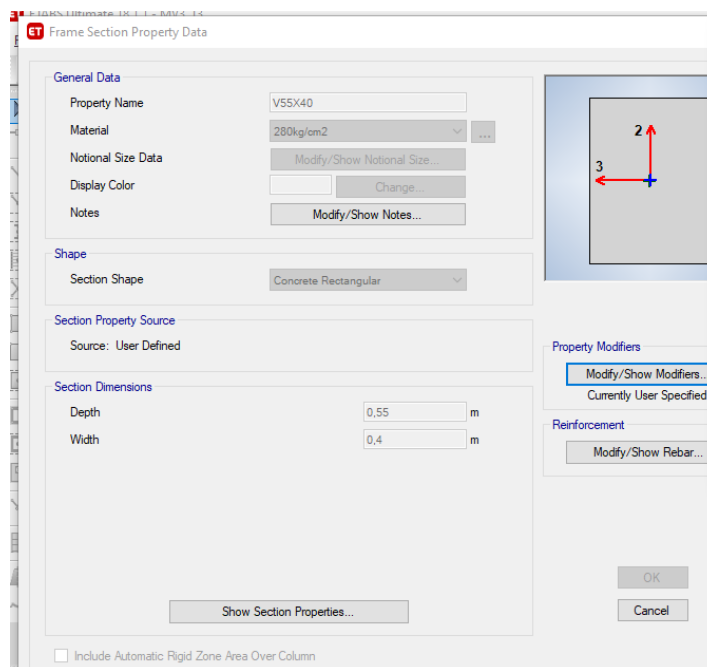 ET Frame Section Property Data
General Data
Property Name V55X40
Material 280kg/cm2 ...
Notional Size Data Modify/Show Notional Size...
Display Color Change...
Notes Modify/Show Notes...
2
3
Shape
Section Shape Concrete Rectangular
Section Property Source
Source: User Defined
Property Modifiers
Modify/Show Modifiers...
Currently User Specified
Section Dimensions
Depth 0,55 m
Width 0,4 m
Reinforcement
Modify/Show Rebar...
OK
Show Section Properties... Cancel
Include Automatic Rigid Zone Area Over Column